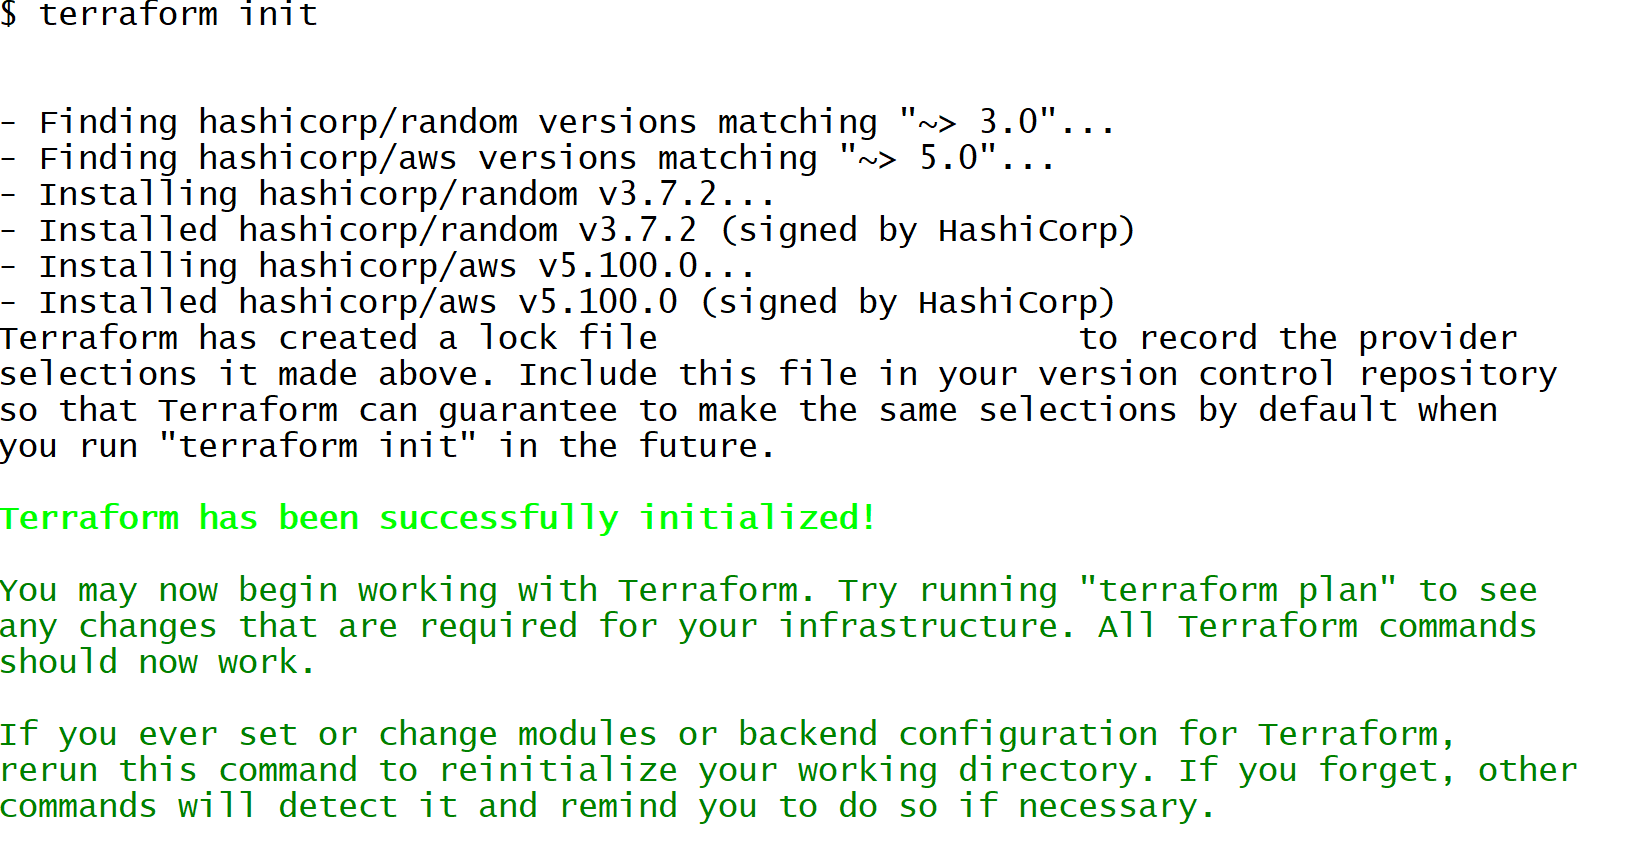 $ terraform init
- Finding hashicorp/random versions matching "~> 3.0"...
- Finding hashicorp/aws versions matching "~> 5.0"...
- Installing hashicorp/random v3.7.2...
- Installed hashicorp/random v3.7.2 (signed by HashiCorp)
- Installing hashicorp/aws v5.100.0...
- Installed hashicorp/aws v5.100.0 (signed by HashiCorp)
Terraform has created a lock file to record the provider
selections it made above. Include this file in your version control repository
so that Terraform can guarantee to make the same selections by default when
you run "terraform init" in the future.
Terraform has been successfully initialized!
You may now begin working with Terraform. Try running "terraform plan" to see
any changes that are required for your infrastructure. All Terraform commands
should now work.
If you ever set or change modules or backend configuration for Terraform,
rerun this command to reinitialize your working directory. If you forget, other
commands will detect it and remind you to do so if necessary.